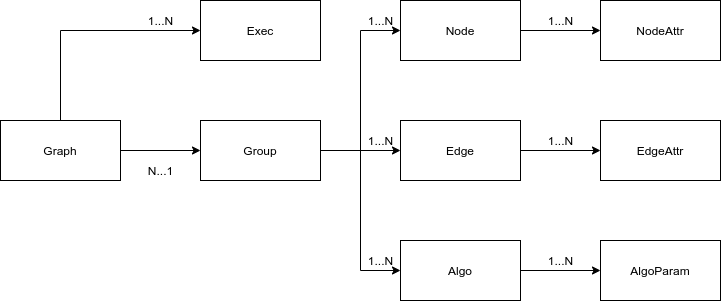 1...N
Exec
1...N
Node
1...N
NodeAttr
Graph
N...1
Group
1...N
Edge
1...N
EdgeAttr
1...N
Algo
1...N
AlgoParam